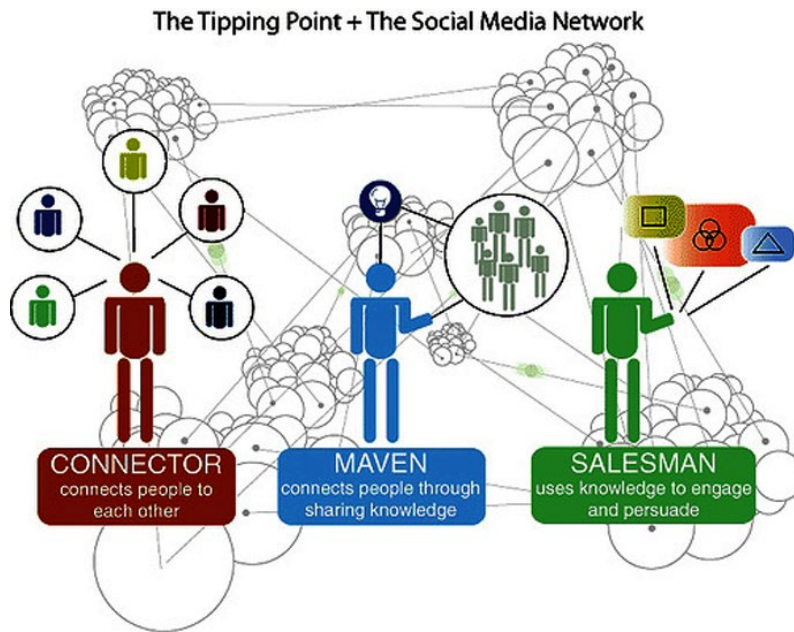 The Tipping Point + The Social Media Network
CONNECTOR
connects people to
each other
MAVEN
connects people through
sharing knowledge
SALESMAN
uses knowledge to engage
and persuade